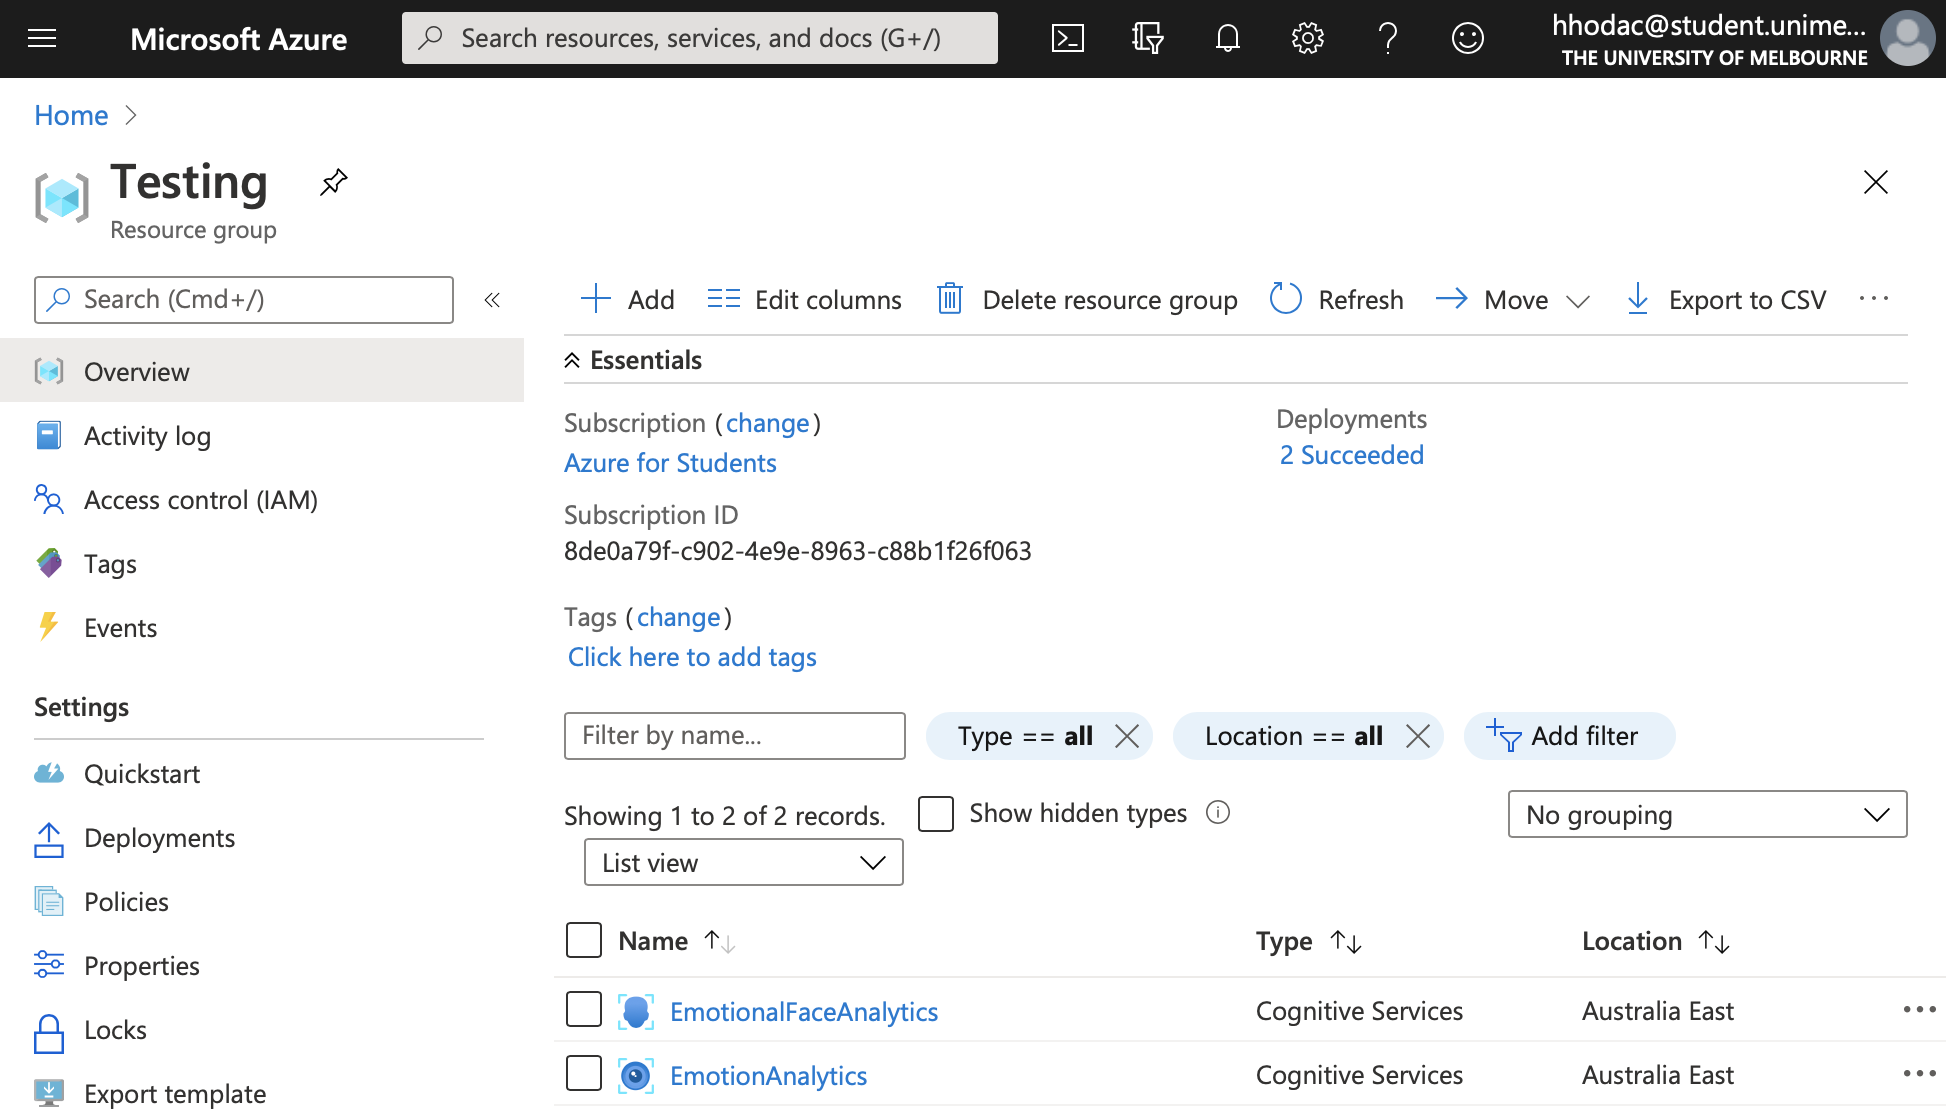 Microsoft Azure
Search resources, services, and docs (G+/)
hhodac@student.unime...
THE UNIVERSITY OF MELBOURNE
Home
Testing
Resource group
Search (Cmd+/)
Overview
Activity log
Access control (IAM)
Tags
Events
Settings
Quickstart
Deployments
Policies
Properties
Locks
Export template
Add
Edit columns
Delete resource group
Refresh
Move
Export to CSV
Essentials
Subscription (change)
Azure for Students
Subscription ID
8de0a79f-c902-4e9e-8963-c88b1f26f063
Tags (change)
Click here to add tags
Deployments
2 Succeeded
Filter by name...
Type == all
Location == all
Add filter
Showing 1 to 2 of 2 records.
Show hidden types
No grouping
List view
Name Type Location
EmotionalFaceAnalytics Cognitive Services Australia East
EmotionAnalytics Cognitive Services Australia East